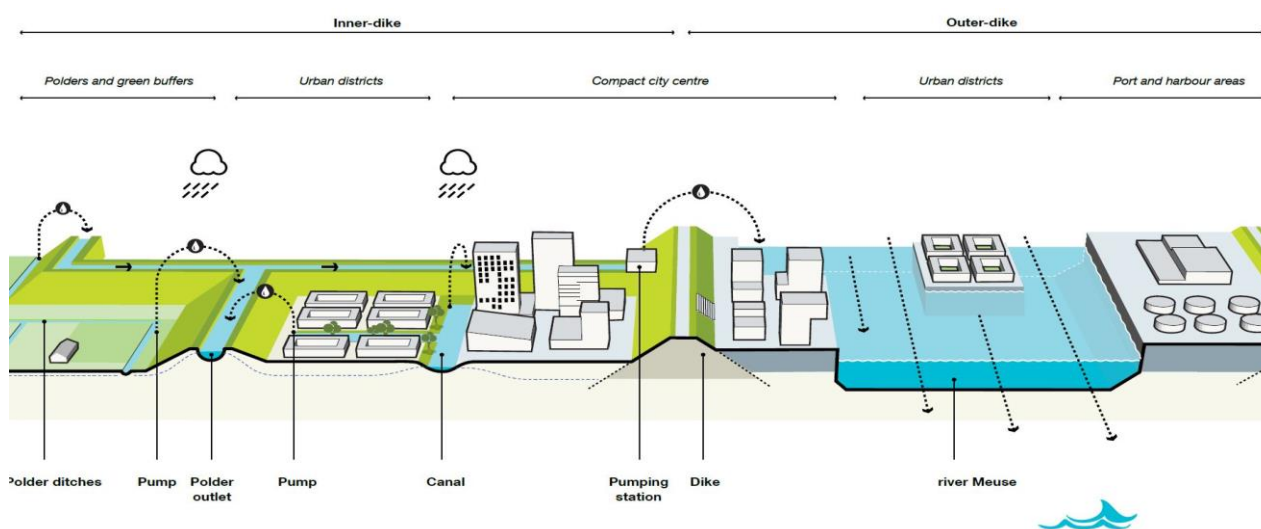 Inner-dike
Outer-dike
Polders and green buffers
Urban districts
Compact city centre
Urban districts
Port and harbour areas
Polder ditches
Pump
Polder
outlet
Pump
Canal
Pumping
station
Dike
river Meuse